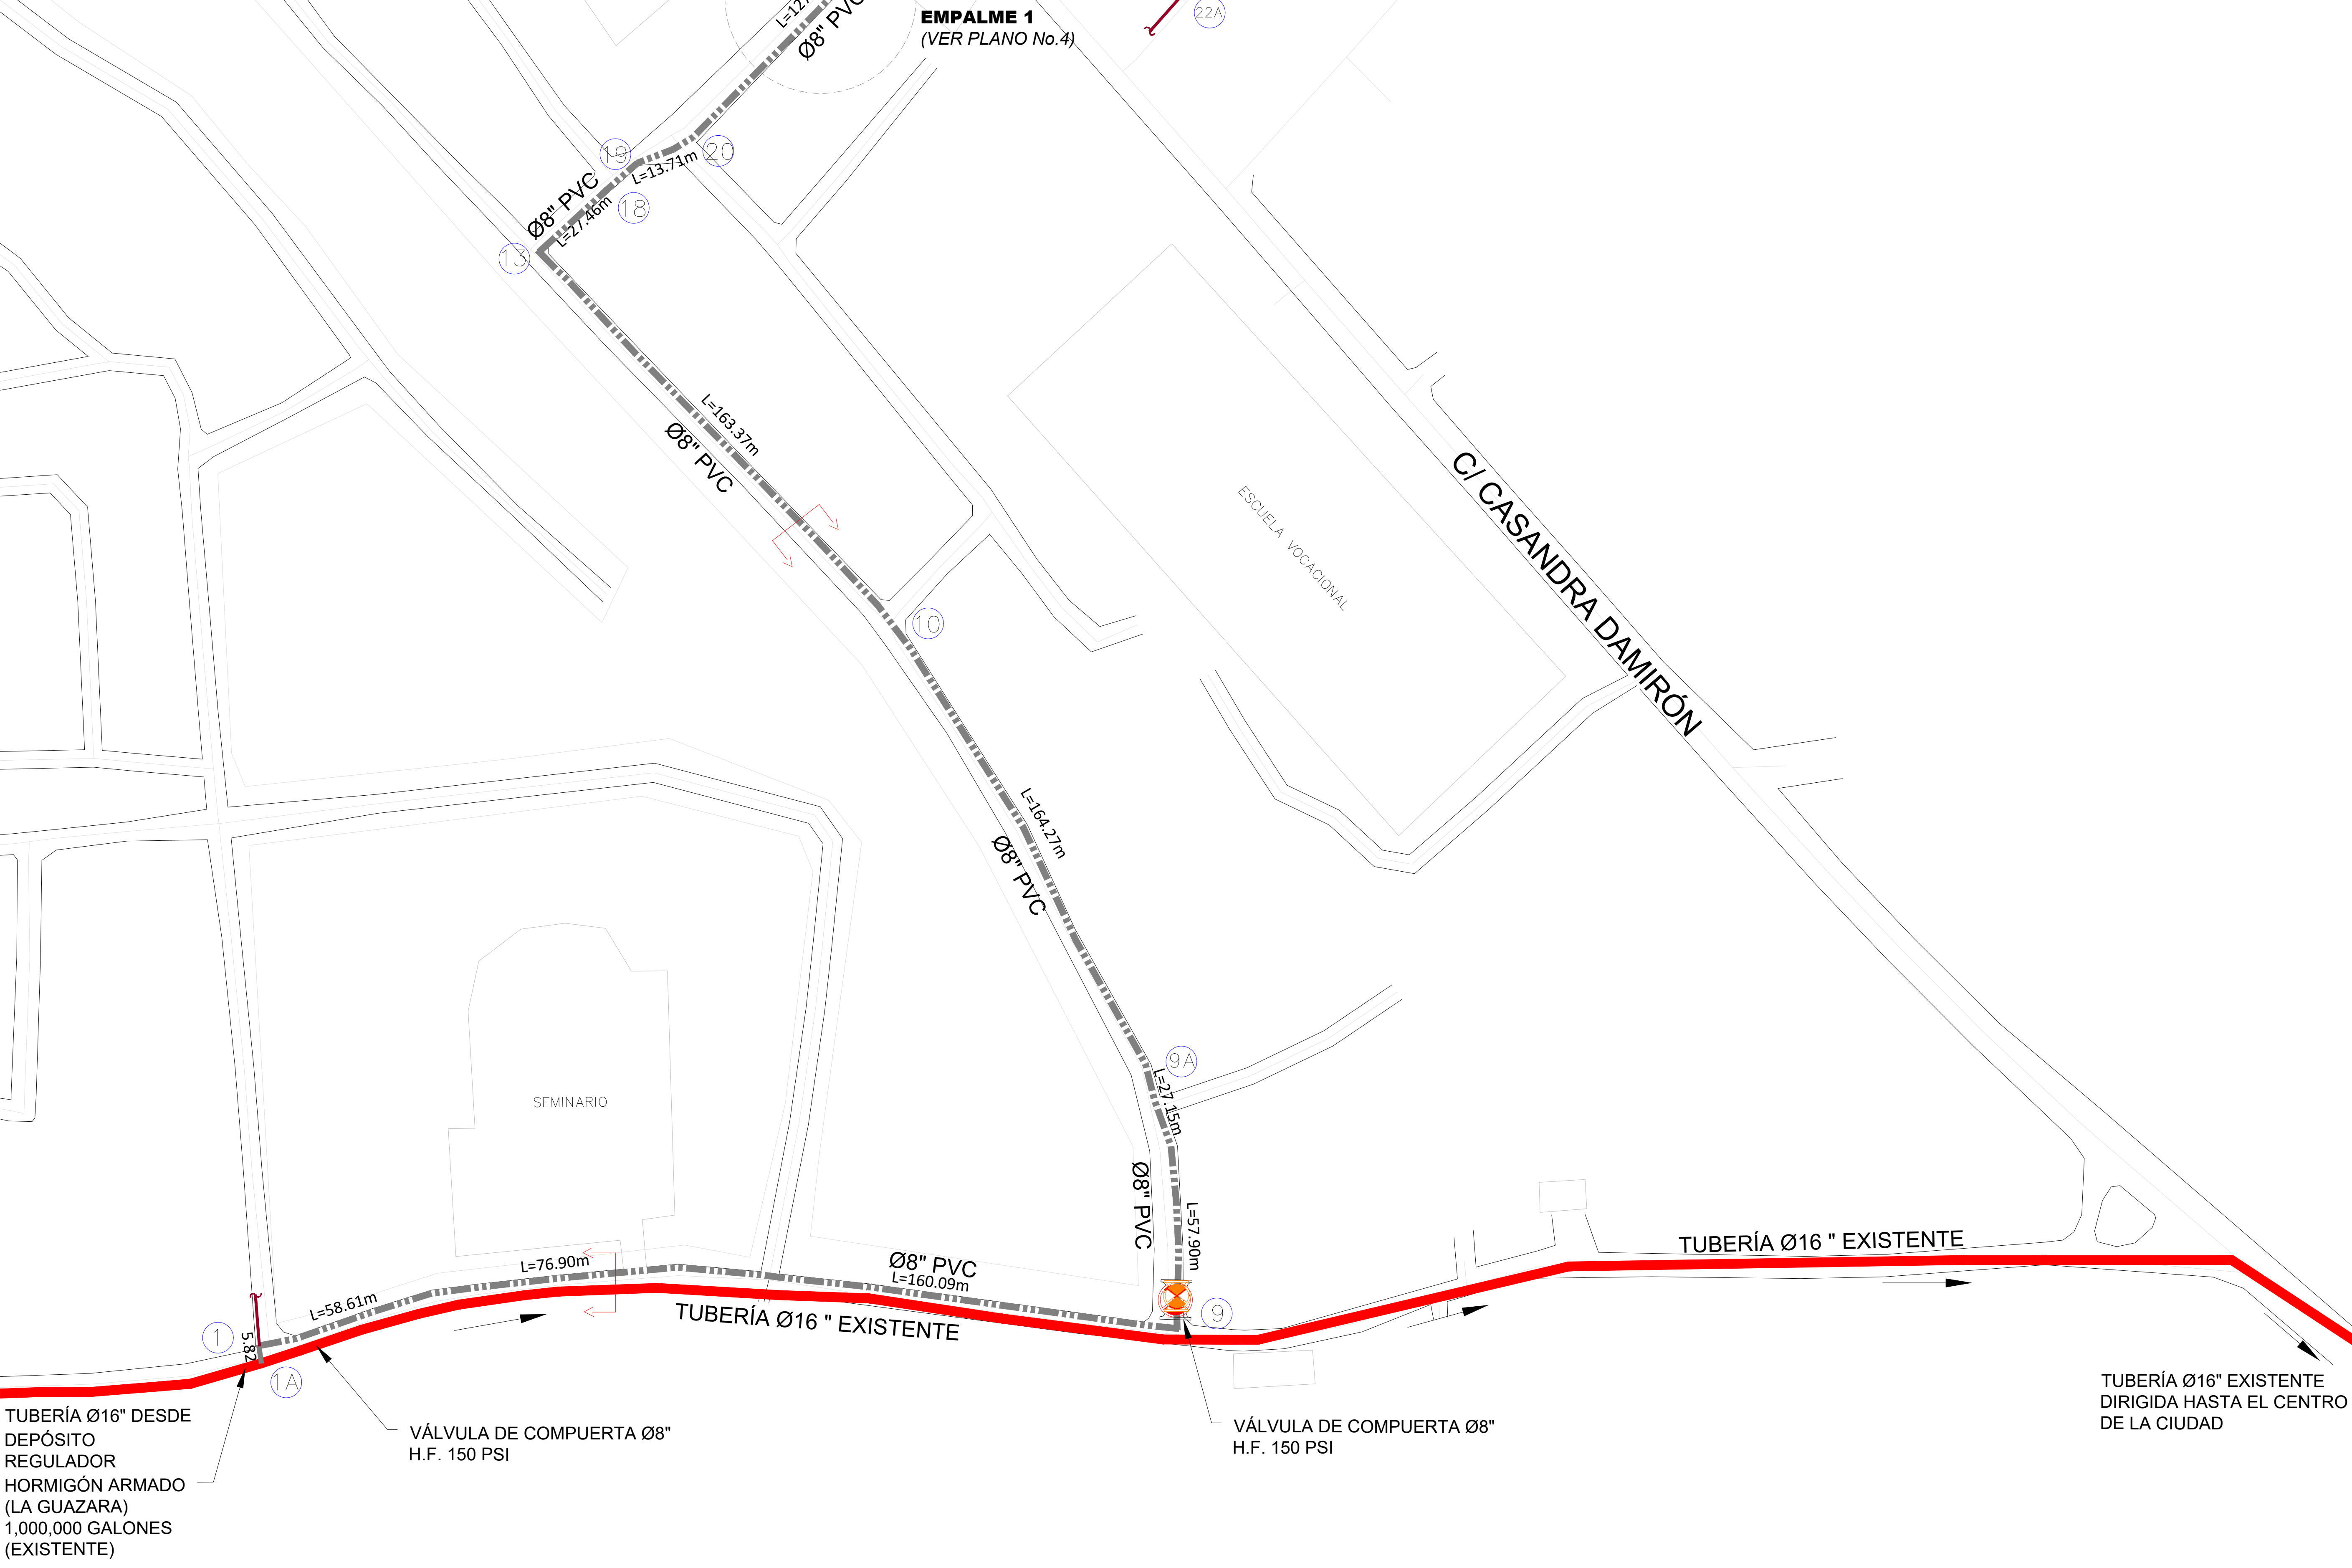 L=127
Ø8" PVC
EMPALME 1
(VER PLANO No.4)
22A
19
20
L=13.71m
Ø8" PVC
18
L=27.46m
13
L=163.37m
Ø8" PVC
C/ CASANDRA DAMIRÓN
ESCUELA VOCACIONAL
10
L=164.27m
Ø8" PVC
9A
L=27.15m
SEMINARIO
Ø8" PVC
L=57.90m
TUBERÍA Ø16 " EXISTENTE
L=76.90m
Ø8" PVC
L=160.09m
L=58.61m
TUBERÍA Ø16 " EXISTENTE
9
1
5.82
1A
TUBERÍA Ø16" DESDE
DEPÓSITO
REGULADOR
HORMIGÓN ARMADO
(LA GUAZARA)
1,000,000 GALONES
(EXISTENTE)
VÁLVULA DE COMPUERTA Ø8"
H.F. 150 PSI
VÁLVULA DE COMPUERTA Ø8"
H.F. 150 PSI
TUBERÍA Ø16" EXISTENTE
DIRIGIDA HASTA EL CENTRO
DE LA CIUDAD